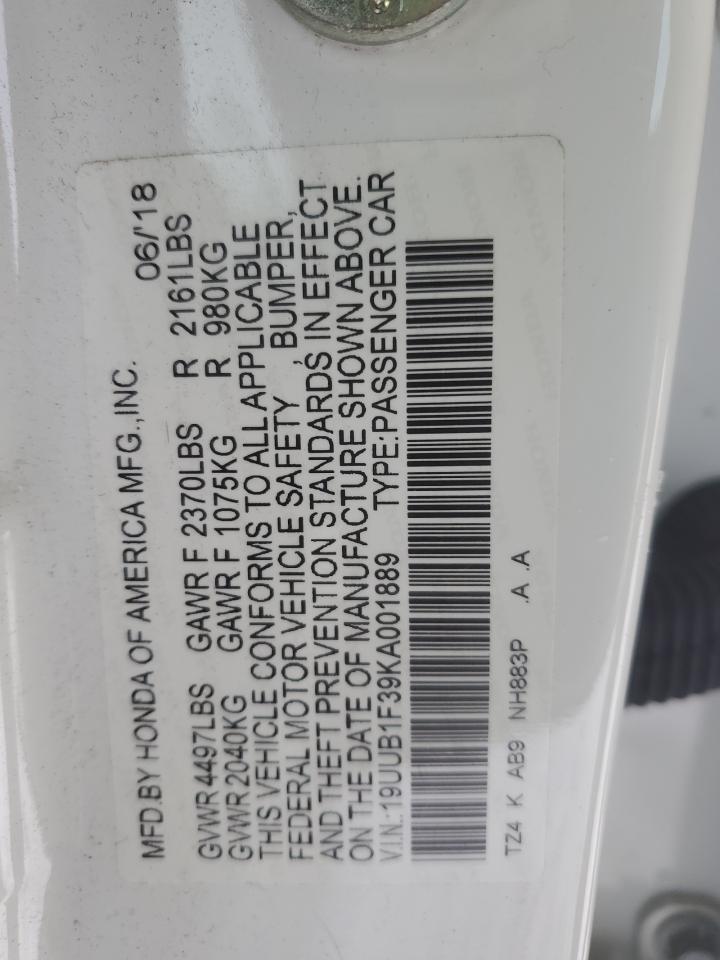 MFD.BY HONDA OF AMERICA MFG.,INC. 06/'18
GVWR 4497LBS GAWR F 2370LBS R 2161LBS
GVWR 2040KG GAWR F 1075KG R 980KG
THIS VEHICLE CONFORMS TO ALL APPLICABLE
FEDERAL MOTOR VEHICLE SAFETY , BUMPER,
AND THEFT PREVENTION STANDARDS, IN EFFECT
ON THE DATE OF MANUFACTURE SHOWN ABOVE.
V.I.N.:19UUB1F39KA001889 TYPE:PASSENGER CAR
TZ4 K AB9 NH883P .A .A
HONDA
HONDA